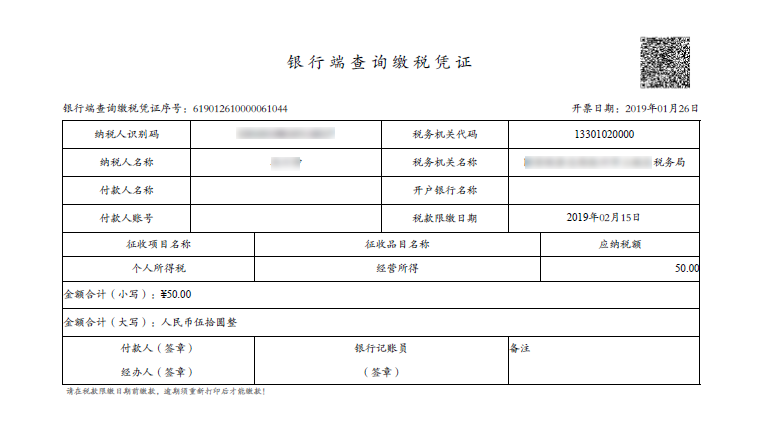 银行端查询缴税凭证
银行端查询缴税凭证序号：619012610000061044 开票日期：2019年01月26日
纳税人识别码 税务机关代码 13301020000
纳税人名称 税务机关名称 税务局
付款人名称 开户银行名称
付款人账号 税款限缴日期 2019年02月15日
征收项目名称 征收品目名称 应纳税额
个人所得税 经营所得 50.00
金额合计（小写）：¥50.00
金额合计（大写）：人民币伍拾圆整
付款人（签章） 银行记账员 备注
经办人（签章） （签章）
请在税款限缴日期前缴款，逾期须重新打印后才能缴款！